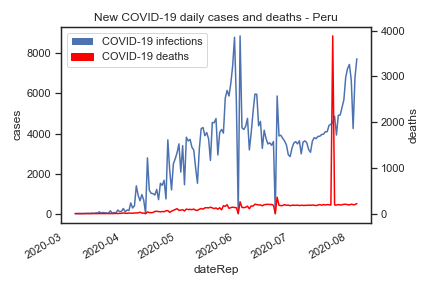 New COVID-19 daily cases and deaths - Peru
COVID-19 infections
COVID-19 deaths
8000
6000
4000
2000
0
cases
4000
3000
2000
1000
0
deaths
2020-03
2020-04
2020-05
2020-06
2020-07
2020-08
dateRep